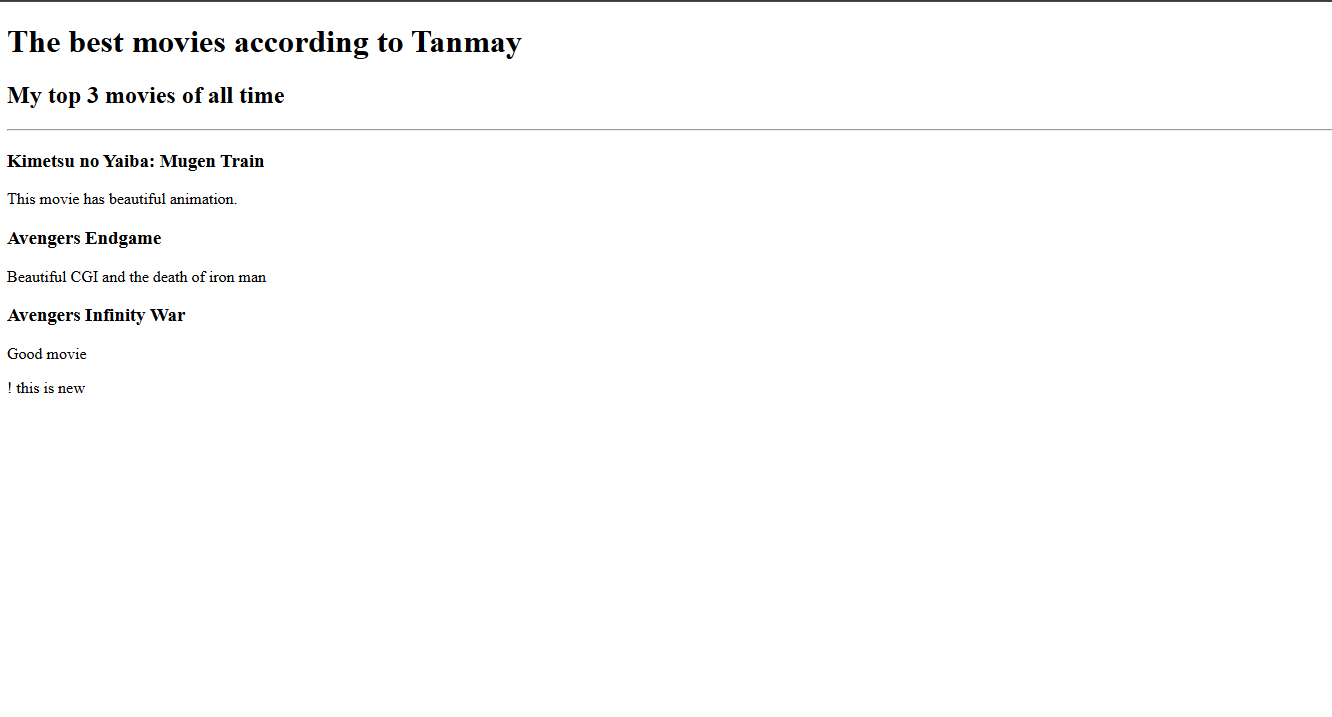 The best movies according to Tanmay
My top 3 movies of all time
Kimetsu no Yaiba: Mugen Train
This movie has beautiful animation.
Avengers Endgame
Beautiful CGI and the death of iron man
Avengers Infinity War
Good movie
! this is new